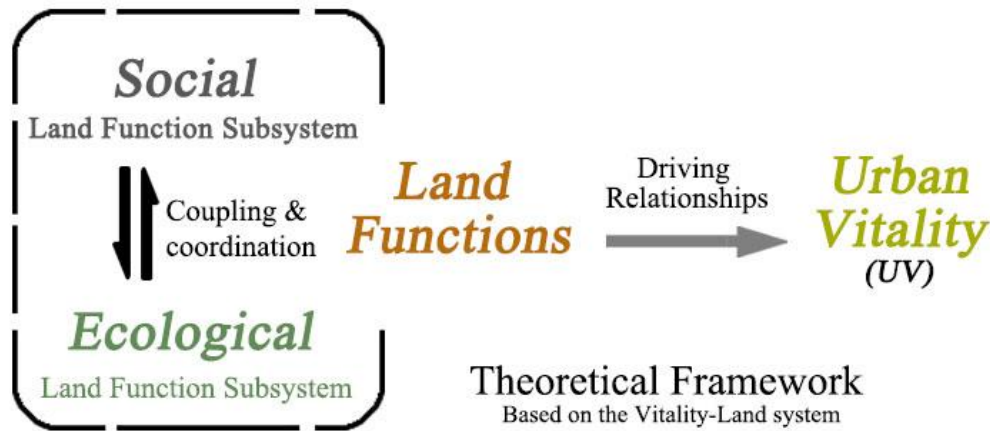 Social
Land Function Subsystem
Coupling &
coordination
Ecological
Land Function Subsystem
Land
Functions
Driving
Relationships
Urban
Vitality
(UV)
Theoretical Framework
Based on the Vitality-Land system